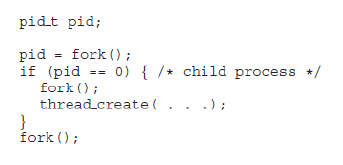 pid_t pid;
pid = fork();
if (pid == 0) { /* child process */
fork();
thread_create( . . .);
}
fork();